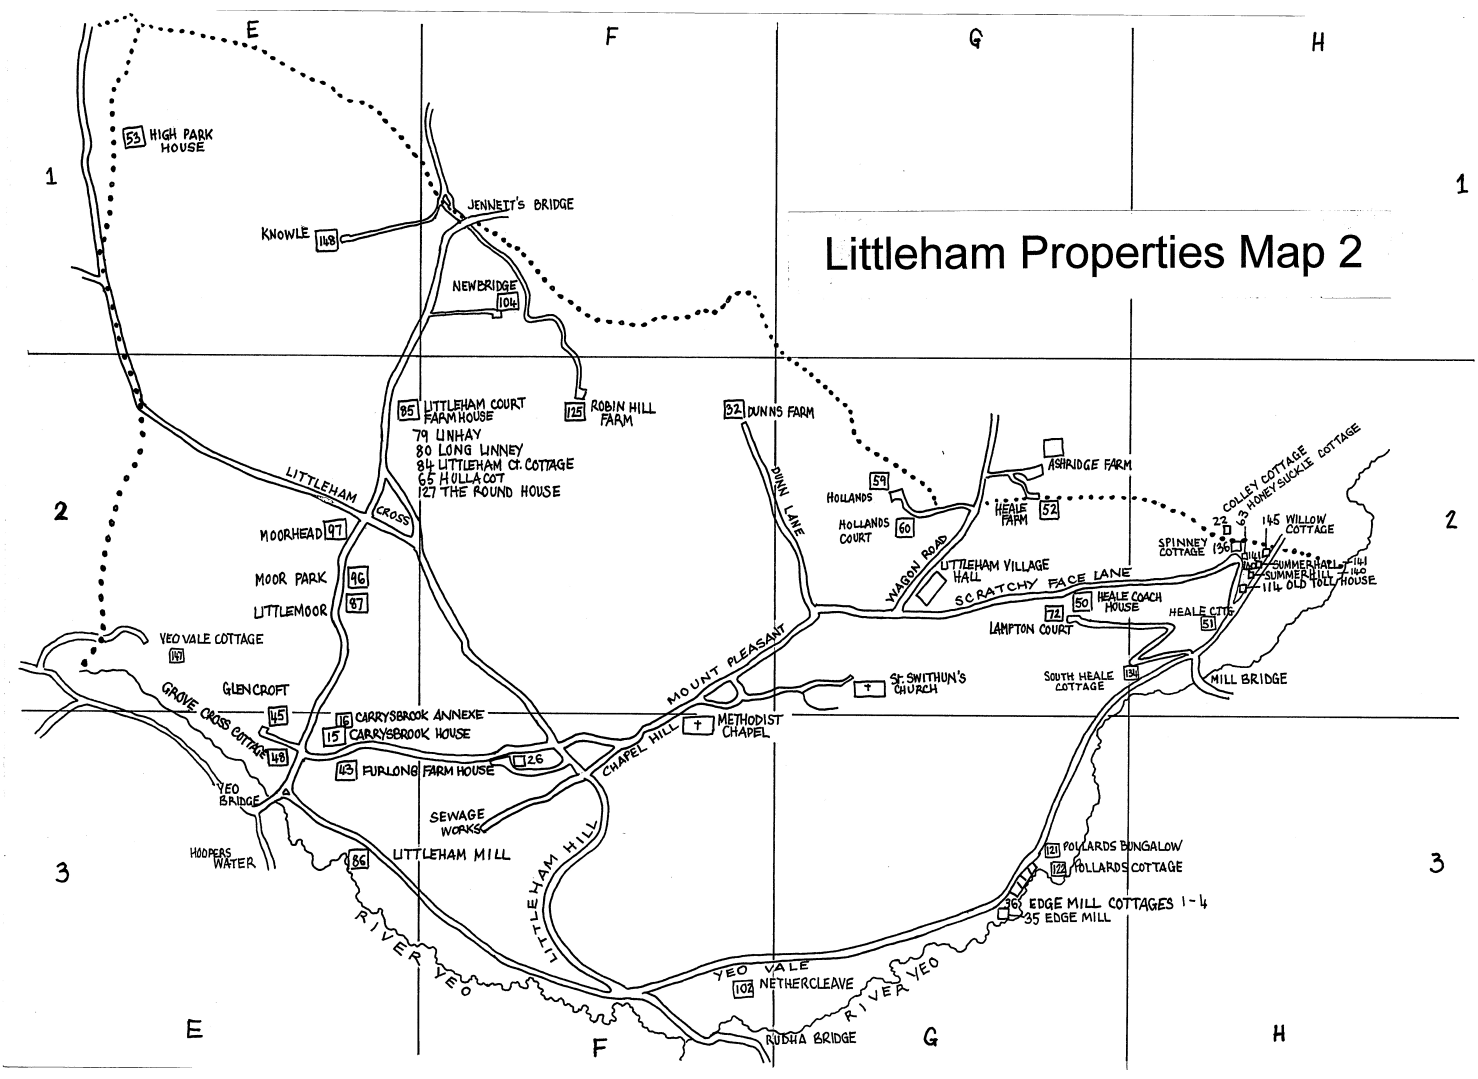 E
F
G
H
1
1
53 HIGH PARK
HOUSE
KNOWLE 148
JENNETT'S BRIDGE
NEWBRIDGE
104
Littleham Properties Map 2
85 LITTLEHAM COURT
FARMHOUSE
79 LINHAY
80 LONG LINNEY
84 LITTLEHAM CT. COTTAGE
65 HULLACOT
127 THE ROUND HOUSE
125 ROBIN HILL
FARM
32 DUNNS FARM
DUNN LANE
LITTLEHAM
CROSS
2
2
MOORHEAD 97
MOOR PARK 96
LITTLEMOOR 87
59
HOLLANDS
HOLLANDS
COURT 60
ASHRIDGE FARM
HEALE
FARM 52
WAGON ROAD
LITTLEHAM VILLAGE
HALL
SCRATCHY FACE LANE
COLLEY COTTAGE
22
63 HONEYSUCKLE COTTAGE
145 WILLOW
COTTAGE
SPINNEY
COTTAGE 136
141
140
SUMMERHALL 141
SUMMERHILL 140
114 OLD TOLL HOUSE
50 HEALE COACH
HOUSE
72
LAMPTON COURT
HEALE CTTG
51
SOUTH HEALE
COTTAGE 134
MILL BRIDGE
YEO VALE COTTAGE
147
GLENCROFT
45
GROVE CROSS COTTAGE
48
16 CARRYSBROOK ANNEXE
15 CARRYSBROOK HOUSE
43 FURLONG FARM HOUSE
26
MOUNT PLEASANT
ST. SWITHUN'S
CHURCH
METHODIST
CHAPEL
CHAPEL HILL
SEWAGE
WORKS
YEO
BRIDGE
HOOPERS
WATER
3
3
86 LITTLEHAM MILL
LITTLEHAM HILL
RIVER YEO
121 POLLARDS BUNGALOW
122 POLLARDS COTTAGE
36 EDGE MILL COTTAGES 1-4
35 EDGE MILL
YEO VALE
102 NETHERCLEAVE
RIVER YEO
RUDHA BRIDGE
E
F
G
H